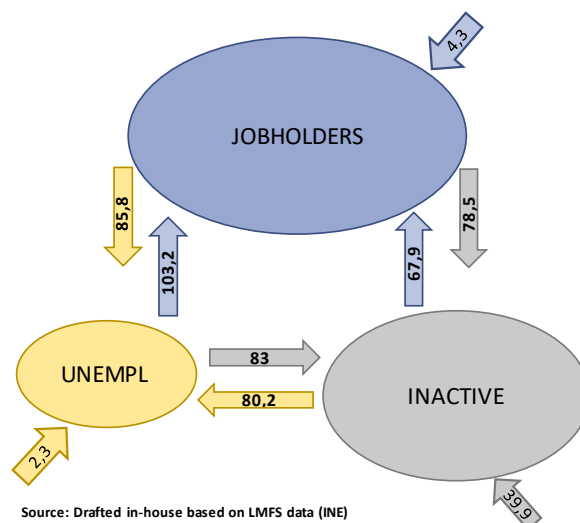 4,3
JOBHOLDERS
85,8
103,2
67,9
78,5
83
UNEMPL
80,2
INACTIVE
2,3
39,9
Source: Drafted in-house based on LMFS data (INE)